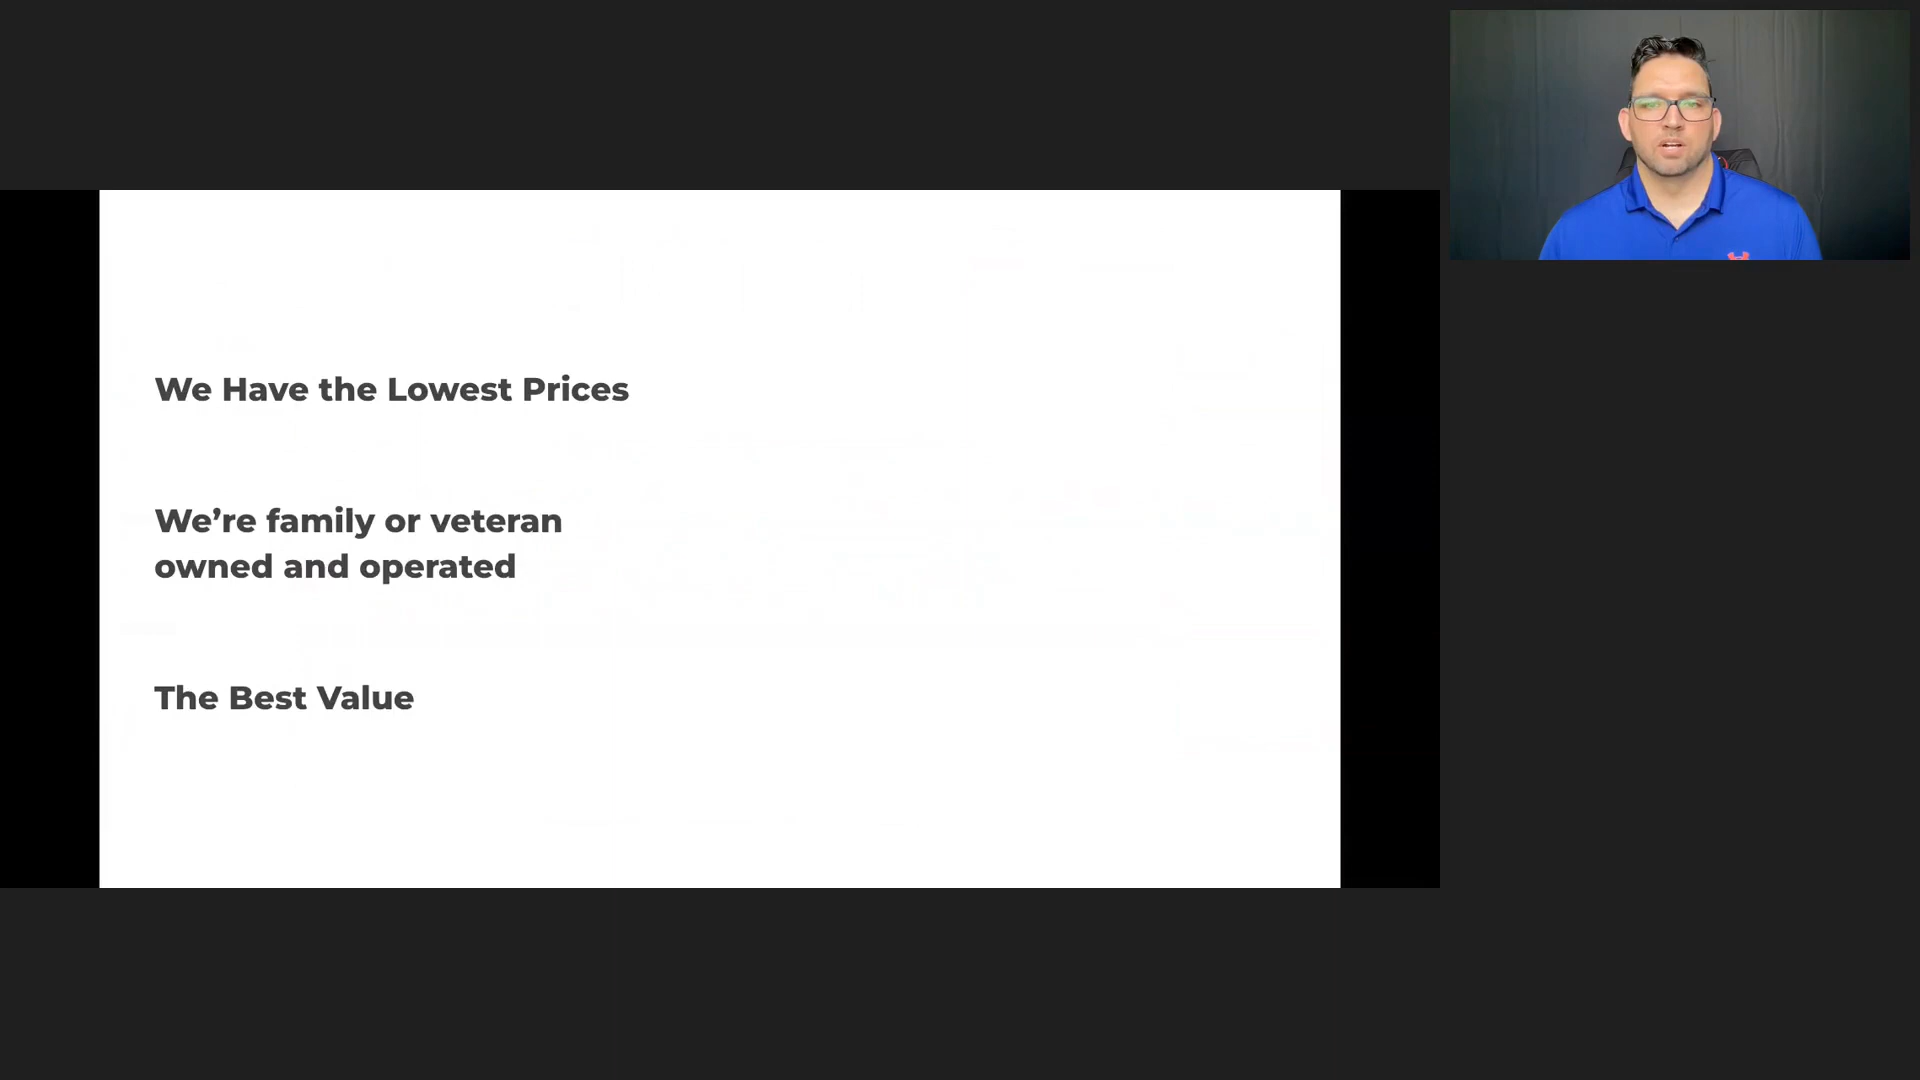 We Have the Lowest Prices
We’re family or veteran
owned and operated
The Best Value